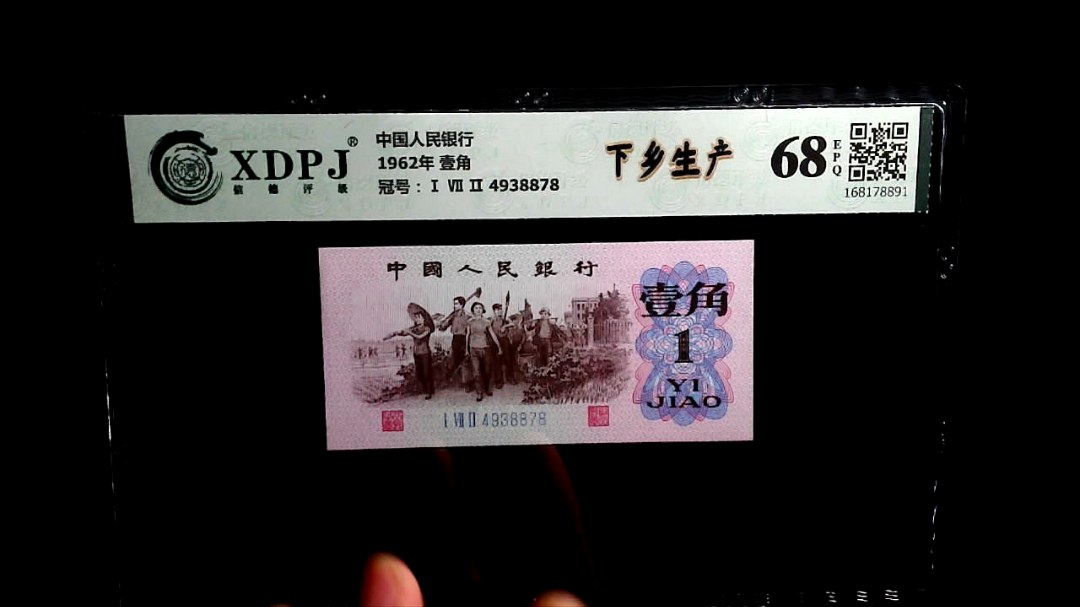 XDPJ®
信德评级
中国人民银行
1962年 壹角
冠号：Ⅰ Ⅶ Ⅱ 4938878
下乡生产
68
EPQ
168178891
中國人民銀行
壹角
1
YI
JIAO
Ⅰ Ⅶ Ⅱ 4938878